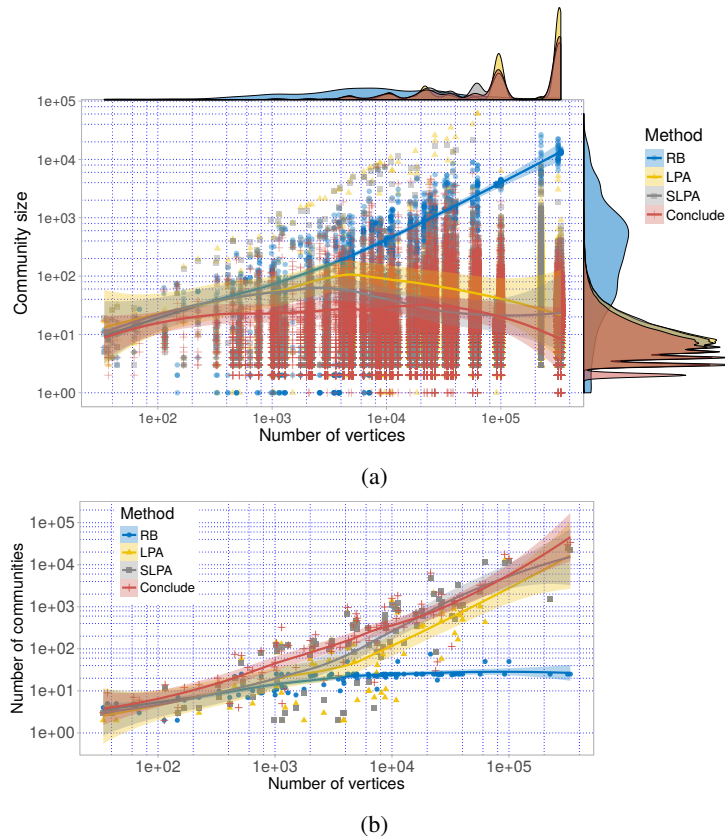 1e+05
1e+04
1e+03
1e+02
1e+01
1e+00
Community size
1e+02 1e+03 1e+04 1e+05
Number of vertices
Method
RB
LPA
SLPA
Conclude
(a)
Method
RB
LPA
SLPA
Conclude
1e+05
1e+04
1e+03
1e+02
1e+01
1e+00
Number of communities
1e+02 1e+03 1e+04 1e+05
Number of vertices
(b)